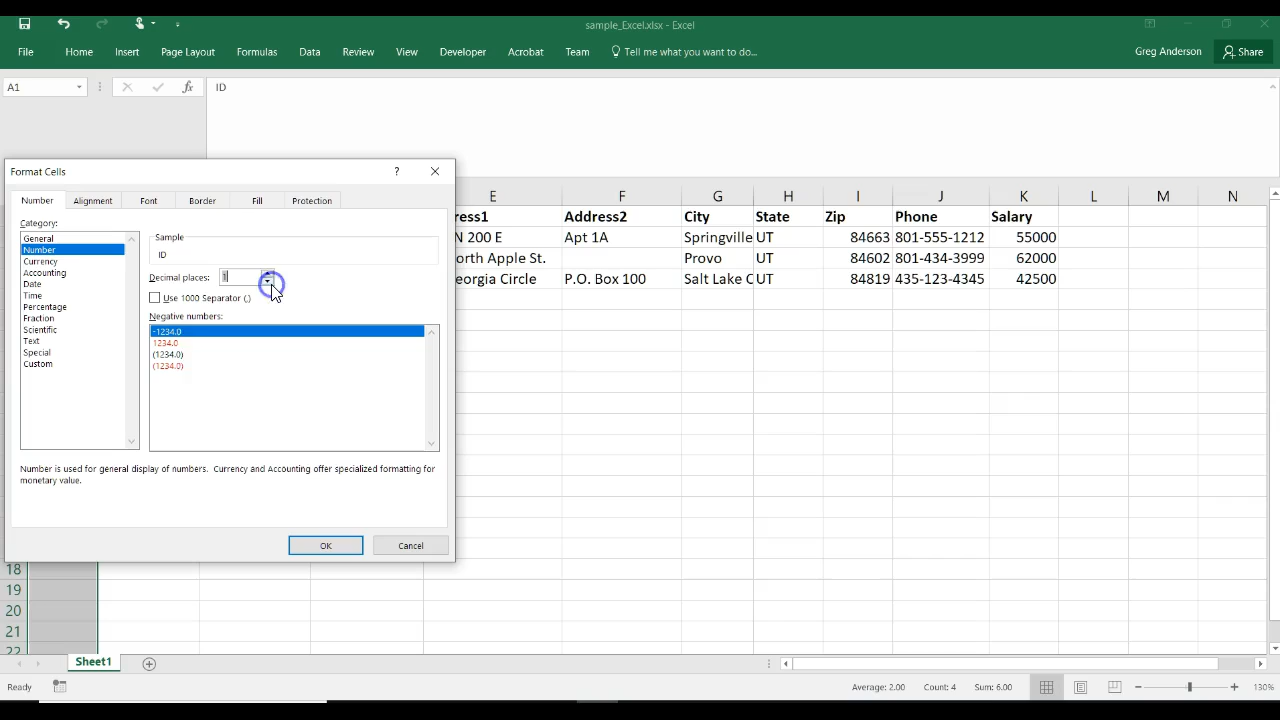 sample_Excel.xlsx - Excel
File Home Insert Page Layout Formulas Data Review View Developer Acrobat Team Tell me what you want to do... Greg Anderson Share
A1 fx ID
Format Cells ?
Number Alignment Font Border Fill Protection
Category:
General
Number
Currency
Accounting
Date
Time
Percentage
Fraction
Scientific
Text
Special
Custom
Sample
ID
Decimal places: 1
Use 1000 Separator (,)
Negative numbers:
-1234.0
1234.0
(1234.0)
(1234.0)
Number is used for general display of numbers. Currency and Accounting offer specialized formatting for
monetary value.
OK Cancel
E F G H I J K L M N
ress1 Address2 City State Zip Phone Salary
N 200 E Apt 1A Springville UT 84663 801-555-1212 55000
orth Apple St. Provo UT 84602 801-434-3999 62000
eorgia Circle P.O. Box 100 Salt Lake C UT 84819 435-123-4345 42500
18
19
20
21
22
Sheet1
Ready Average: 2.00 Count: 4 Sum: 6.00 130%